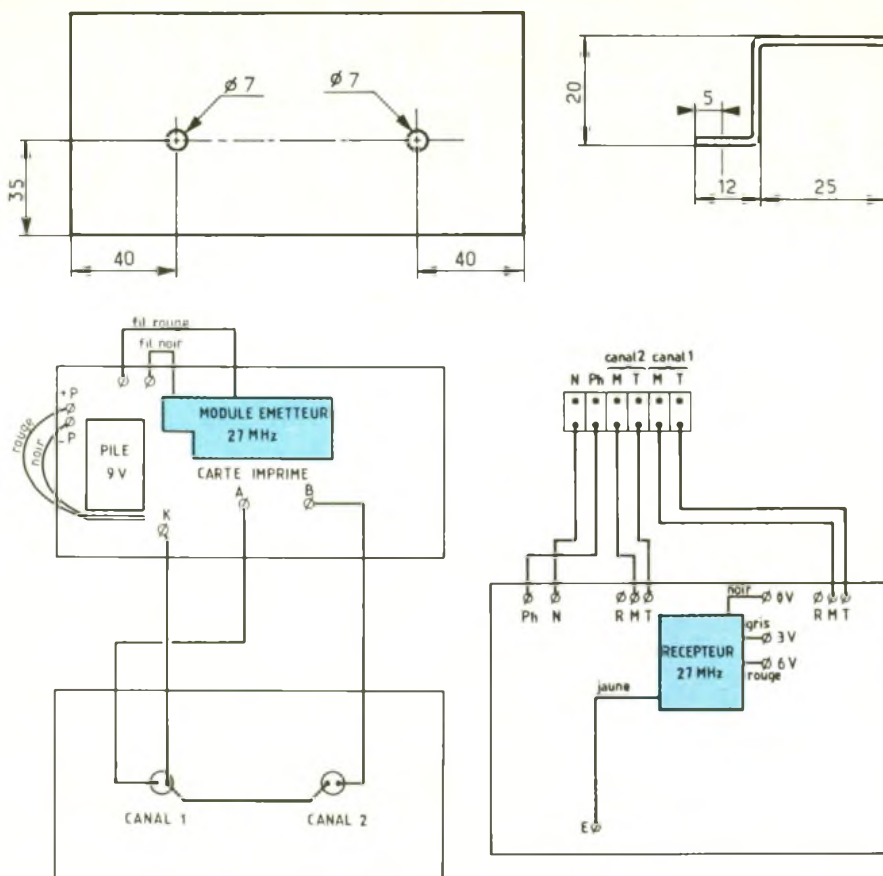 Ø 7
Ø 7
35
40
40
20
5
12
25
fil rouge
fil noir
+P
-P
rouge
noir
PILE
9 V
MODULE EMETTEUR
27 MHz
CARTE IMPRIME
K
A
B
CANAL 1
CANAL 2
canal 2 canal 1
N Ph M T M T
Ph N R M T R M T
noir
0 V
gris
3 V
6 V
rouge
RECEPTEUR
27 MHz
jaune
E